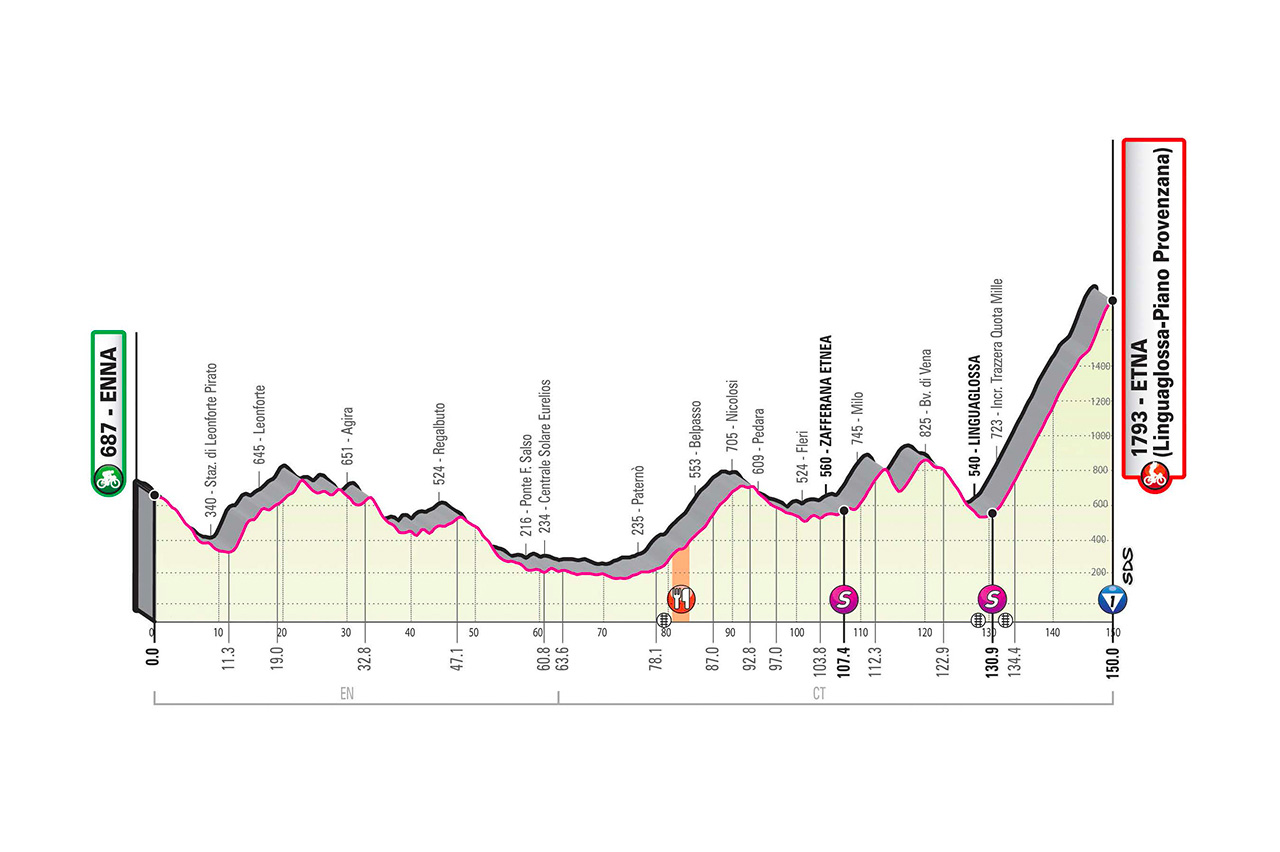 687 - ENNA
340 - Staz. di Leonforte Pirato
645 - Leonforte
651 - Agira
524 - Regalbuto
216 - Ponte F. Salso
234 - Centrale Solare Eurelios
235 - Paternò
553 - Belpasso
705 - Nicolosi
609 - Pedara
524 - Fleri
560 - ZAFFERANA ETNEA
745 - Milo
825 - Bv. di Vena
540 - LINGUAGLOSSA
723 - Incr. Trazzera Quota Mille
1793 - ETNA
(Linguaglossa-Piano Provenzana)
1400
1200
1000
800
600
400
200
SDS
S
S
1
0 10 20 30 40 50 60 70 80 90 100 110 120 130 140 150
0.0 11.3 19.0 32.8 47.1 60.8 63.6 78.1 87.0 92.8 97.0 103.8 107.4 112.3 122.9 130.9 134.4 150.0
EN CT